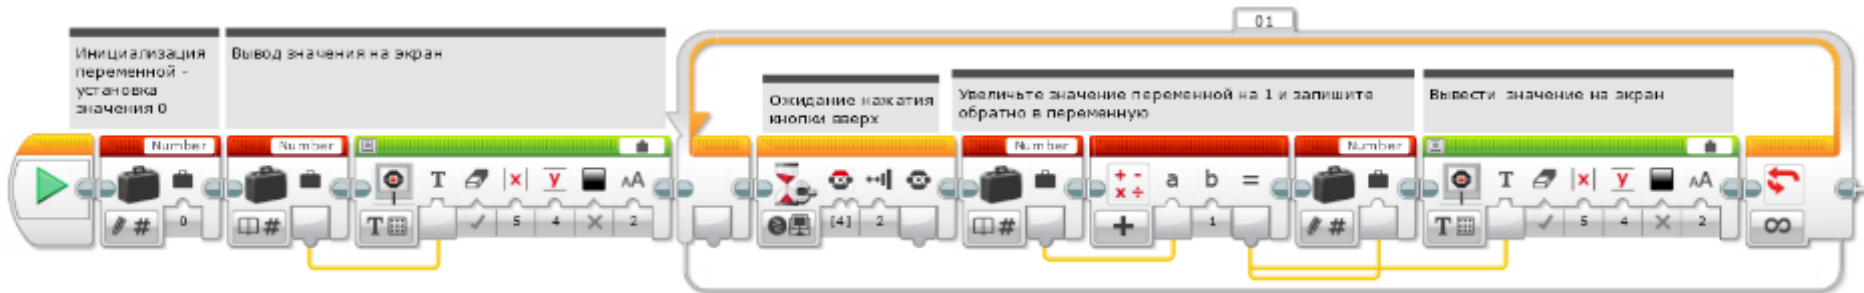 01
Инициализация
переменной -
установка
значения 0
Вывод значения на экран
Ожидание нажатия
кнопки вверх
Увеличьте значение переменной на 1 и запишите
обратно в переменную
Вывести значение на экран
Number
Number
T
x
y
AA
Number
a b =
Number
T
x
y
AA
#
0
#
T
5
4
2
[4]
2
#
+
1
#
T
5
4
2
∞